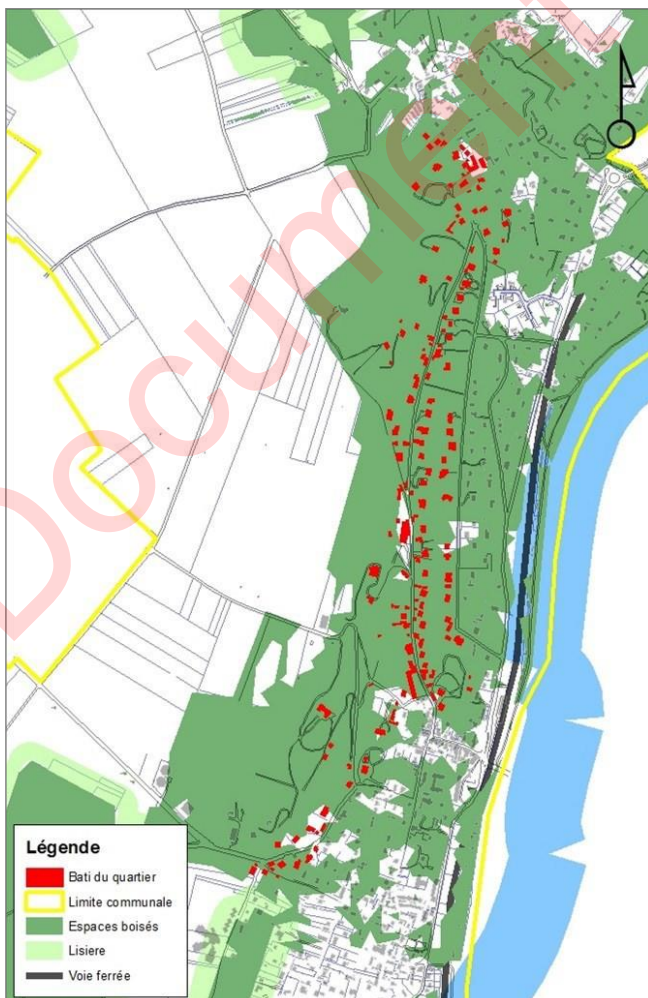 Document
Légende
Bati du quartier
Limite communale
Espaces boisés
Lisiere
Voie ferrée